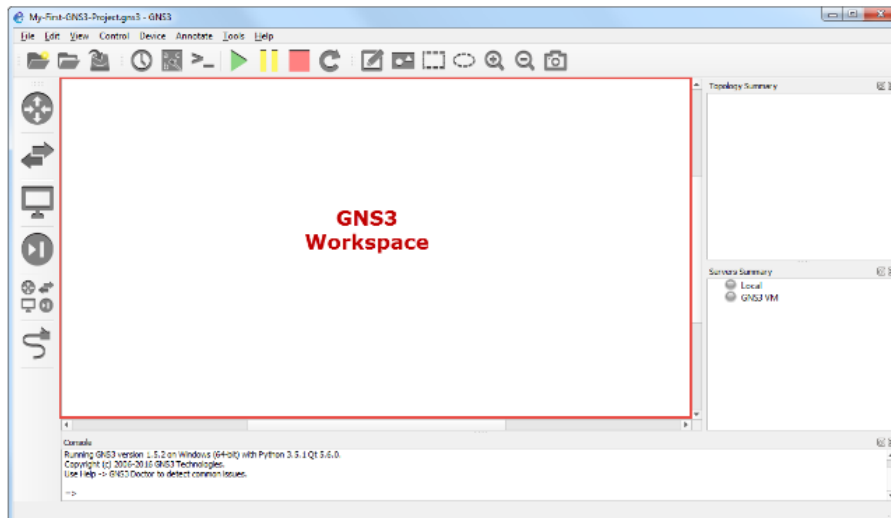 My-First-GNS3-Project.gns3 - GNS3
File Edit View Control Device Annotate Tools Help
Topology Summary
GNS3
Workspace
Servers Summary
Local
GNS3 VM
Console
Running GNS3 version 1.5.2 on Windows (64-bit) with Python 3.5.1 Qt 5.6.0.
Copyright (c) 2006-2016 GNS3 Technologies.
Use Help -> GNS3 Doctor to detect common issues.
=>